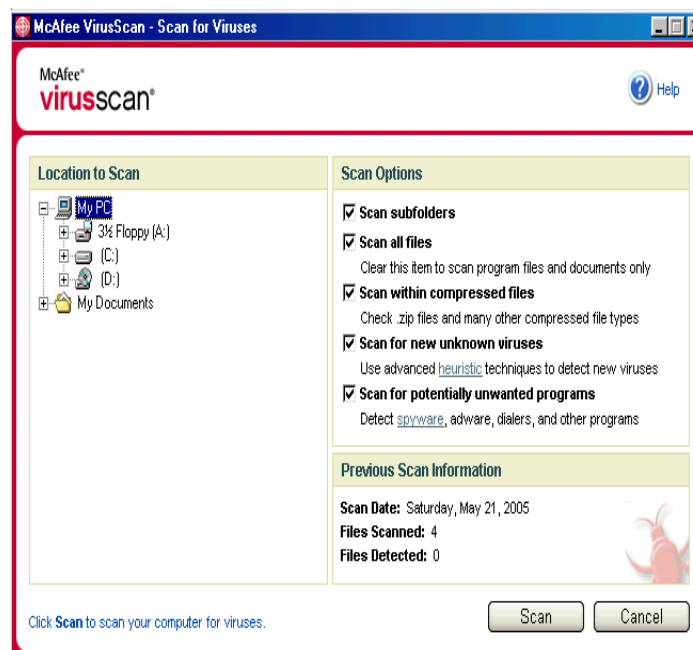 McAfee VirusScan - Scan for Viruses
McAfee®
virusscan®
Help
Location to Scan
My PC
3½ Floppy (A:)
(C:)
(D:)
My Documents
Scan Options
Scan subfolders
Scan all files
Clear this item to scan program files and documents only
Scan within compressed files
Check .zip files and many other compressed file types
Scan for new unknown viruses
Use advanced heuristic techniques to detect new viruses
Scan for potentially unwanted programs
Detect spyware, adware, dialers, and other programs
Previous Scan Information
Scan Date: Saturday, May 21, 2005
Files Scanned: 4
Files Detected: 0
Click Scan to scan your computer for viruses.
Scan
Cancel